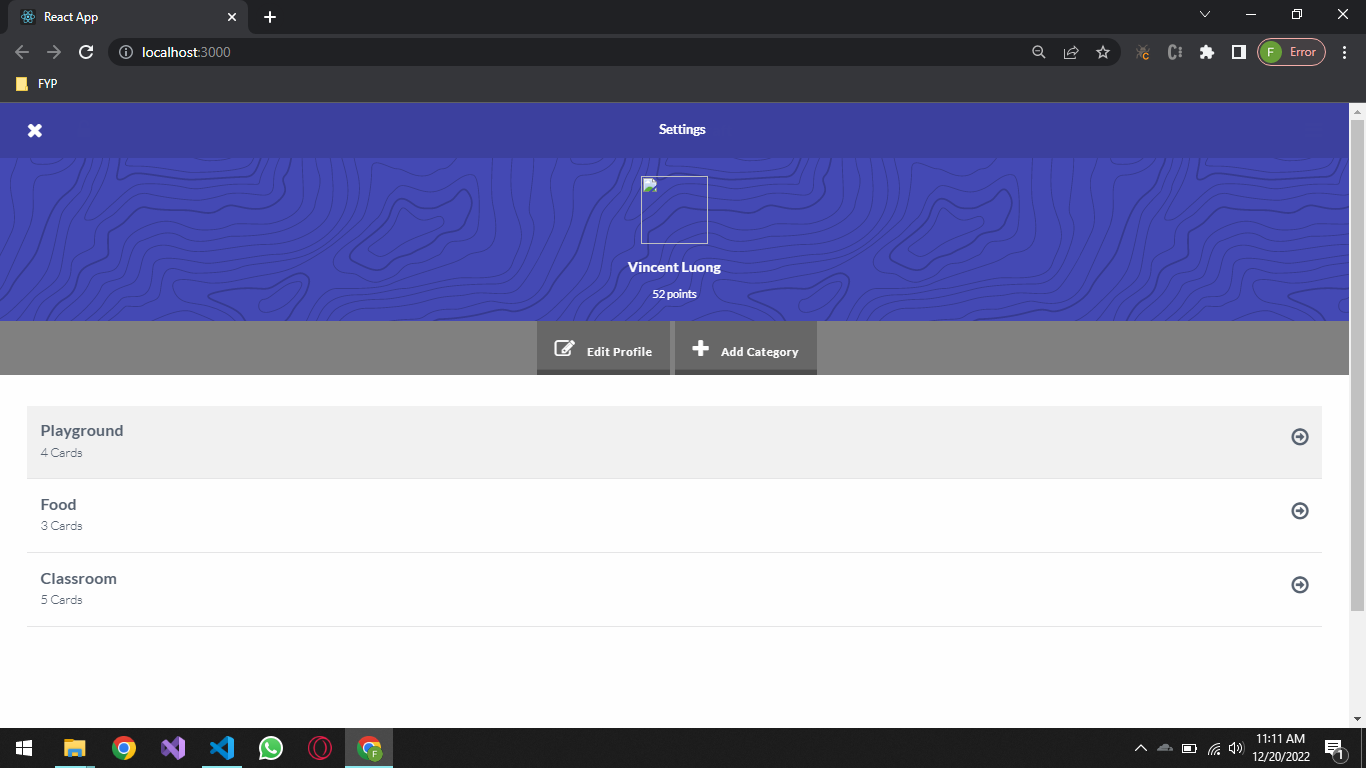 React App
localhost:3000
Error
F
FYP
Settings
Vincent Luong
52 points
Edit Profile
Add Category
Playground
4 Cards
Food
3 Cards
Classroom
5 Cards
F
11:11 AM
12/20/2022
1